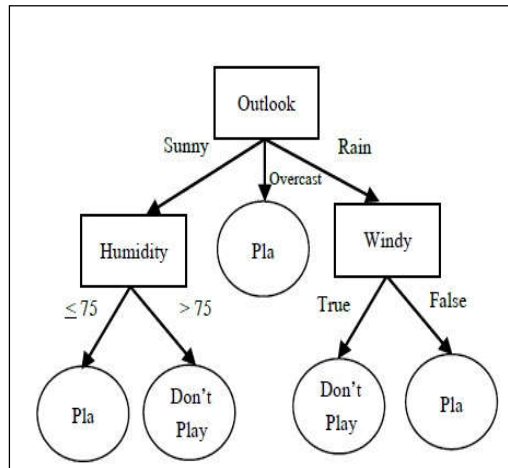 Outlook
Sunny
Rain
Overcast
Humidity
Pla
Windy
≤ 75
> 75
True
False
Pla
Don't
Play
Don't
Play
Pla